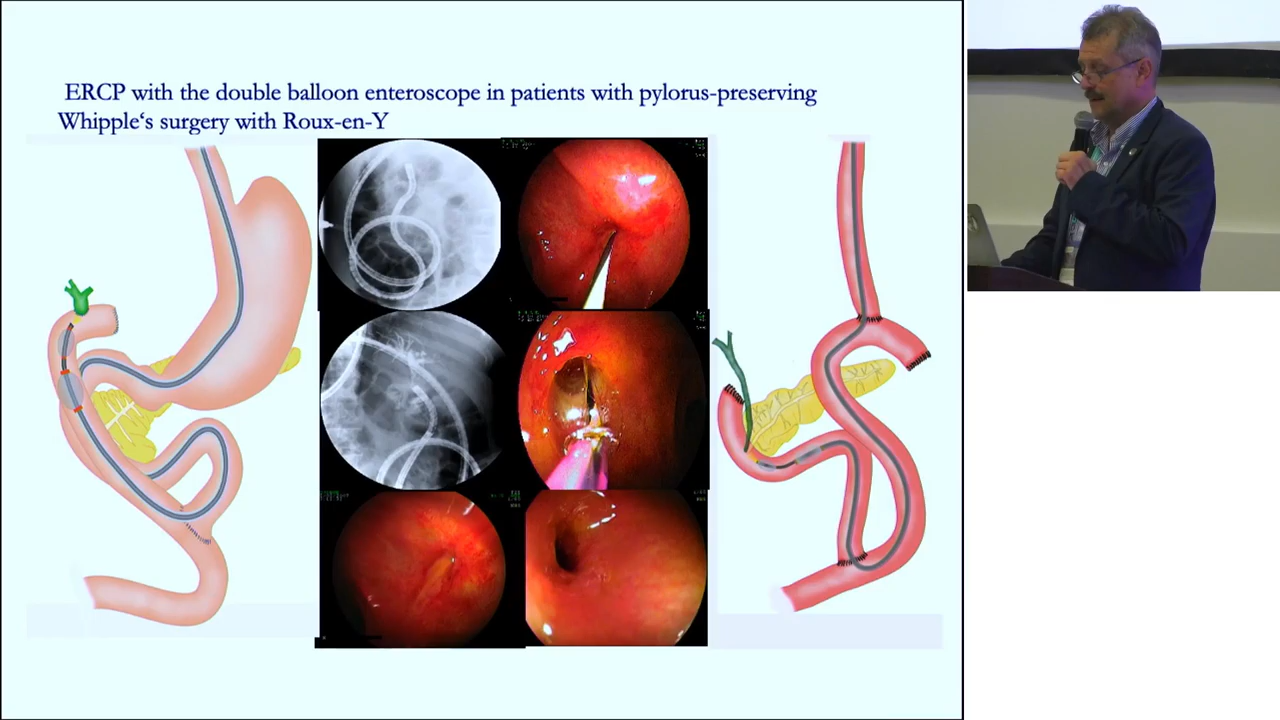 ERCP with the double balloon enteroscope in patients with pylorus-preserving
Whipple‘s surgery with Roux-en-Y